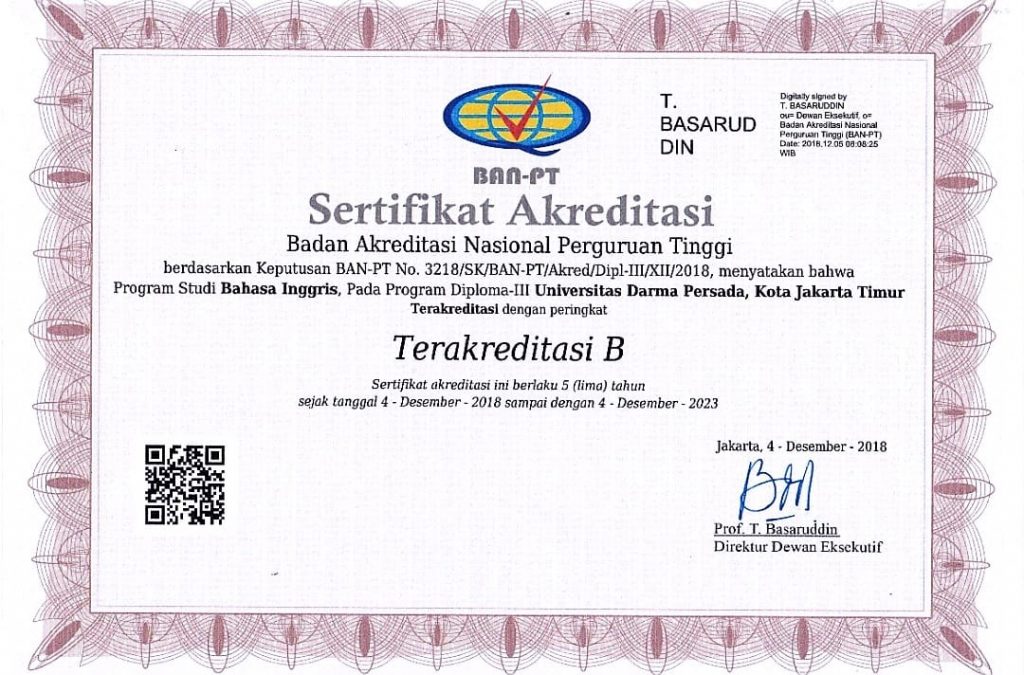 T.
BASARUD
DIN
Digitally signed by
T. BASARUDDIN
ou= Dewan Eksekutif, o=
Badan Akreditasi Nasional
Perguruan Tinggi (BAN-PT)
Date: 2018.12.05 08:08:25
WIB
BAN-PT
Sertifikat Akreditasi
Badan Akreditasi Nasional Perguruan Tinggi
berdasarkan Keputusan BAN-PT No. 3218/SK/BAN-PT/Akred/Dipl-III/XII/2018, menyatakan bahwa
Program Studi Bahasa Inggris, Pada Program Diploma-III Universitas Darma Persada, Kota Jakarta Timur
Terakreditasi dengan peringkat
Terakreditasi B
Sertifikat akreditasi ini berlaku 5 (lima) tahun
sejak tanggal 4 - Desember - 2018 sampai dengan 4 - Desember - 2023
Jakarta, 4 - Desember - 2018
Prof. T. Basaruddin
Direktur Dewan Eksekutif